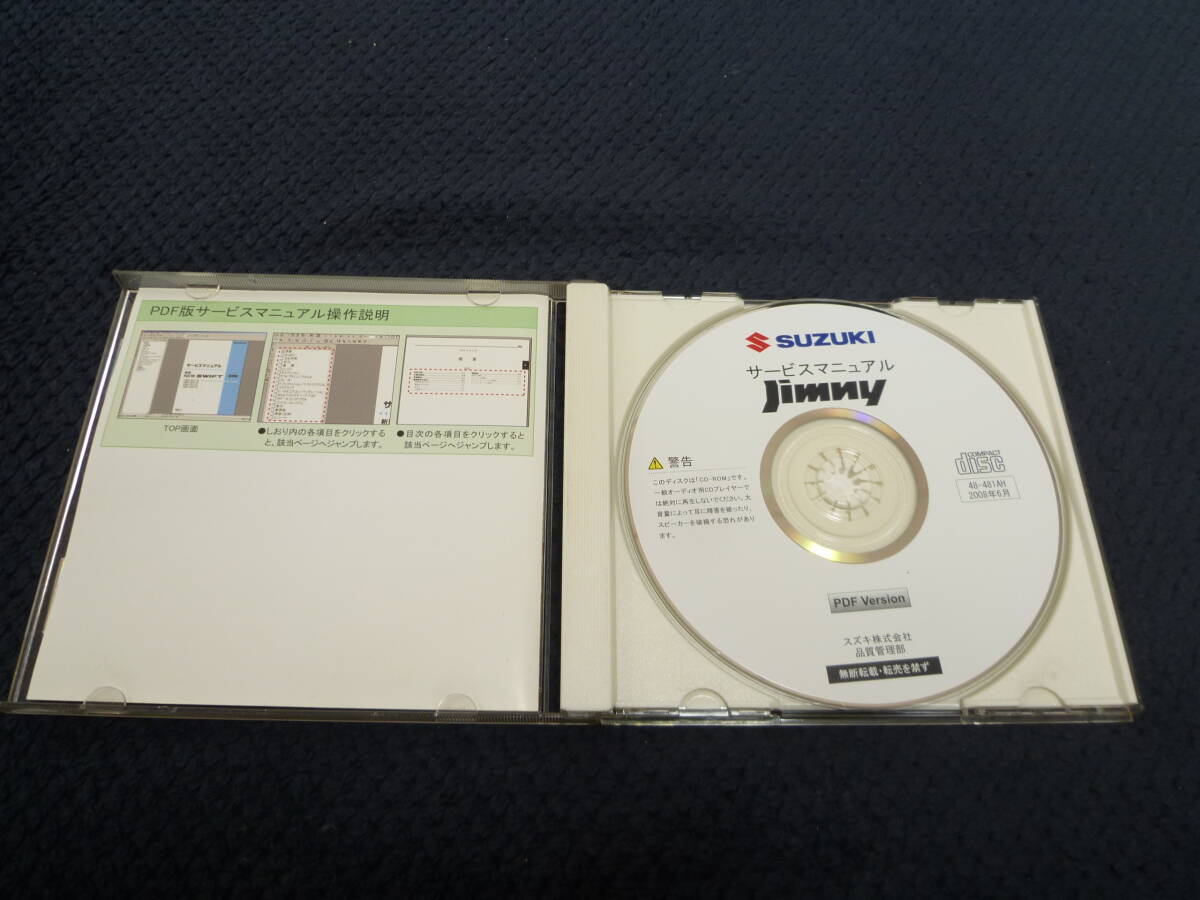 PDF版サービスマニュアル操作説明
サービスマニュアル
SWIFT
TOP画面
●しおり内の各項目をクリックする
と、該当ページへジャンプします。
●目次の各項目をクリックすると
該当ページへジャンプします。
SUZUKI
サービスマニュアル
Jimny
警告
このディスクは「CD-ROM」です。
一般オーディオ用CDプレイヤーで
は絶対に再生しないでください。大
音量によって耳に障害を被ったり、
スピーカーを破損する恐れがあり
ます。
COMPACT
disc
48-481AH
2008年6月
PDF Version
スズキ株式会社
品質管理部
無断転載・転売を禁ず